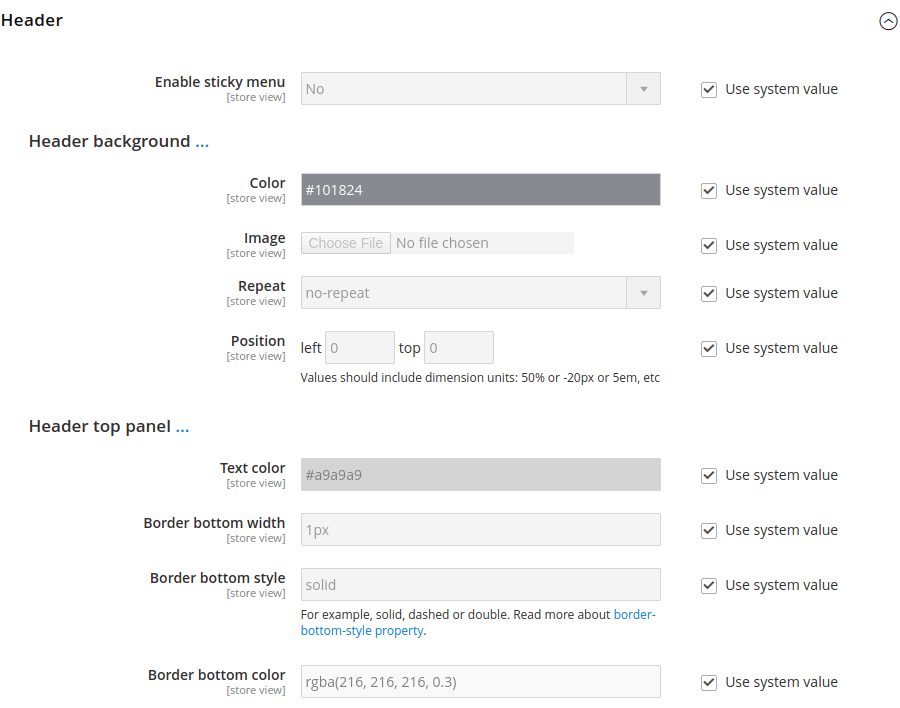 Header
Enable sticky menu
[store view]
No
Use system value
Header background ...
Color
[store view]
#101824
Use system value
Image
[store view]
Choose File No file chosen
Use system value
Repeat
[store view]
no-repeat
Use system value
Position
[store view]
left 0 top 0
Use system value
Values should include dimension units: 50% or -20px or 5em, etc
Header top panel ...
Text color
[store view]
#a9a9a9
Use system value
Border bottom width
[store view]
1px
Use system value
Border bottom style
[store view]
solid
Use system value
For example, solid, dashed or double. Read more about border-
bottom-style property.
Border bottom color
[store view]
rgba(216, 216, 216, 0.3)
Use system value